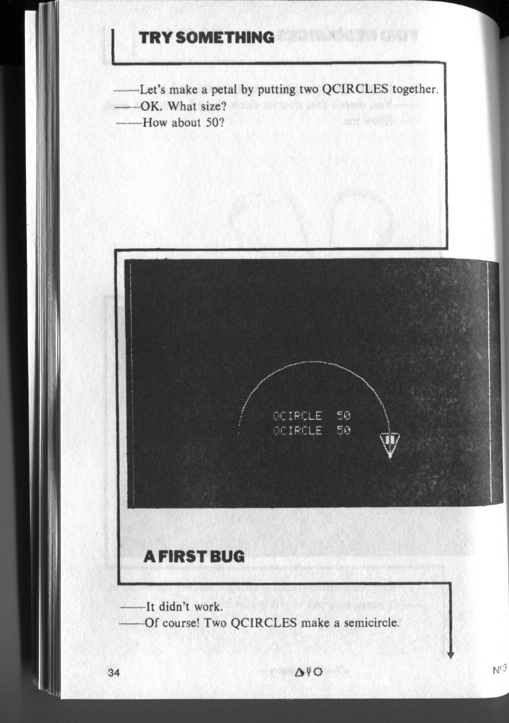 TRY SOMETHING
——Let's make a petal by putting two QCIRCLES together.
——OK. What size?
——How about 50?
QCIRCLE 50
QCIRCLE 50
A FIRST BUG
——It didn't work.
——Of course! Two QCIRCLES make a semicircle.
34
Nº3